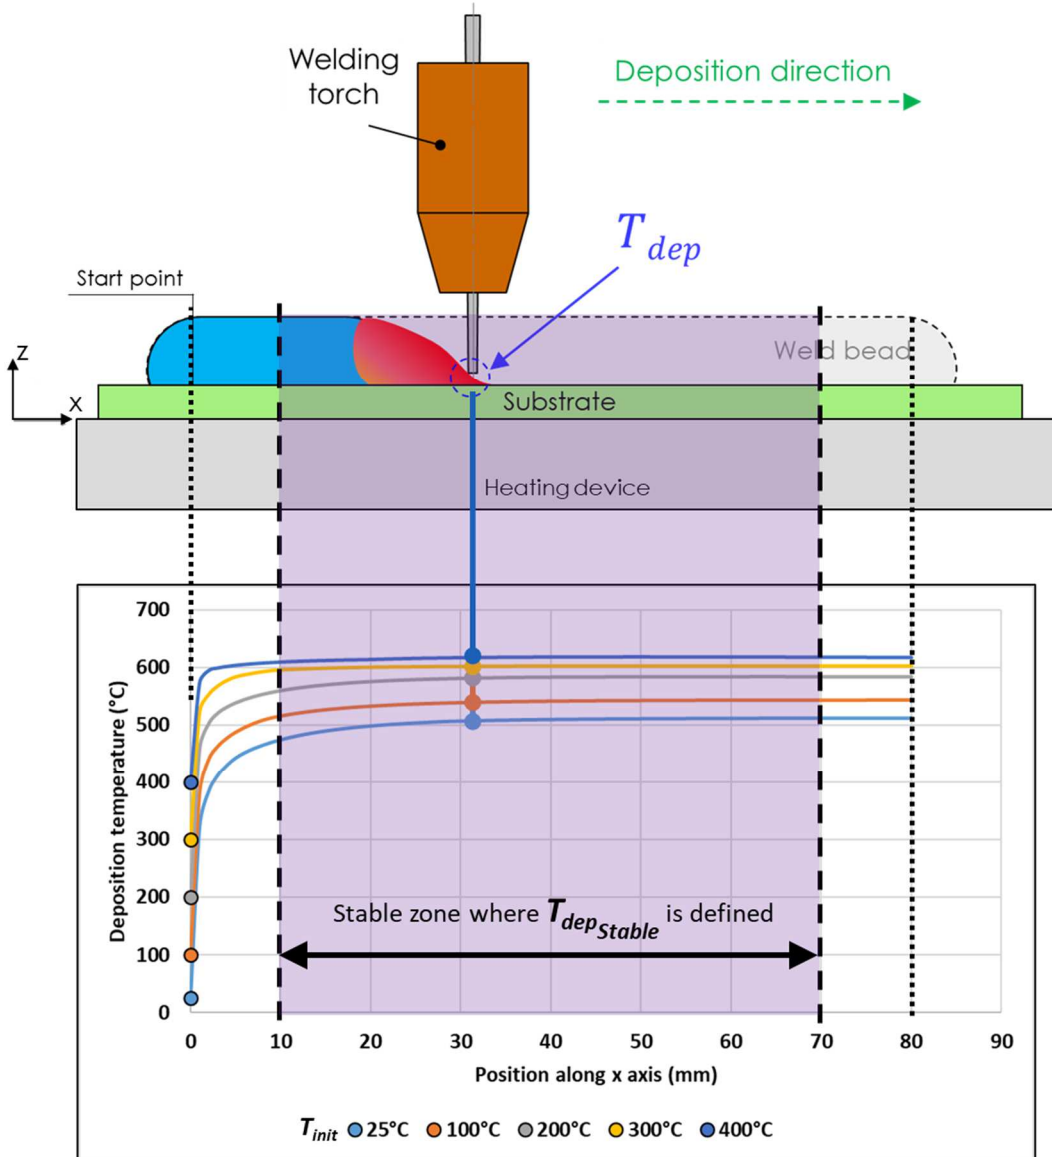 Welding
torch
Deposition direction
T dep
Start point
Weld bead
Z
X
Substrate
Heating device
700
600
500
400
300
200
100
0
Deposition temperature (°C)
Stable zone where T dep Stable is defined
0 10 20 30 40 50 60 70 80 90
Position along x axis (mm)
T init 25°C 100°C 200°C 300°C 400°C